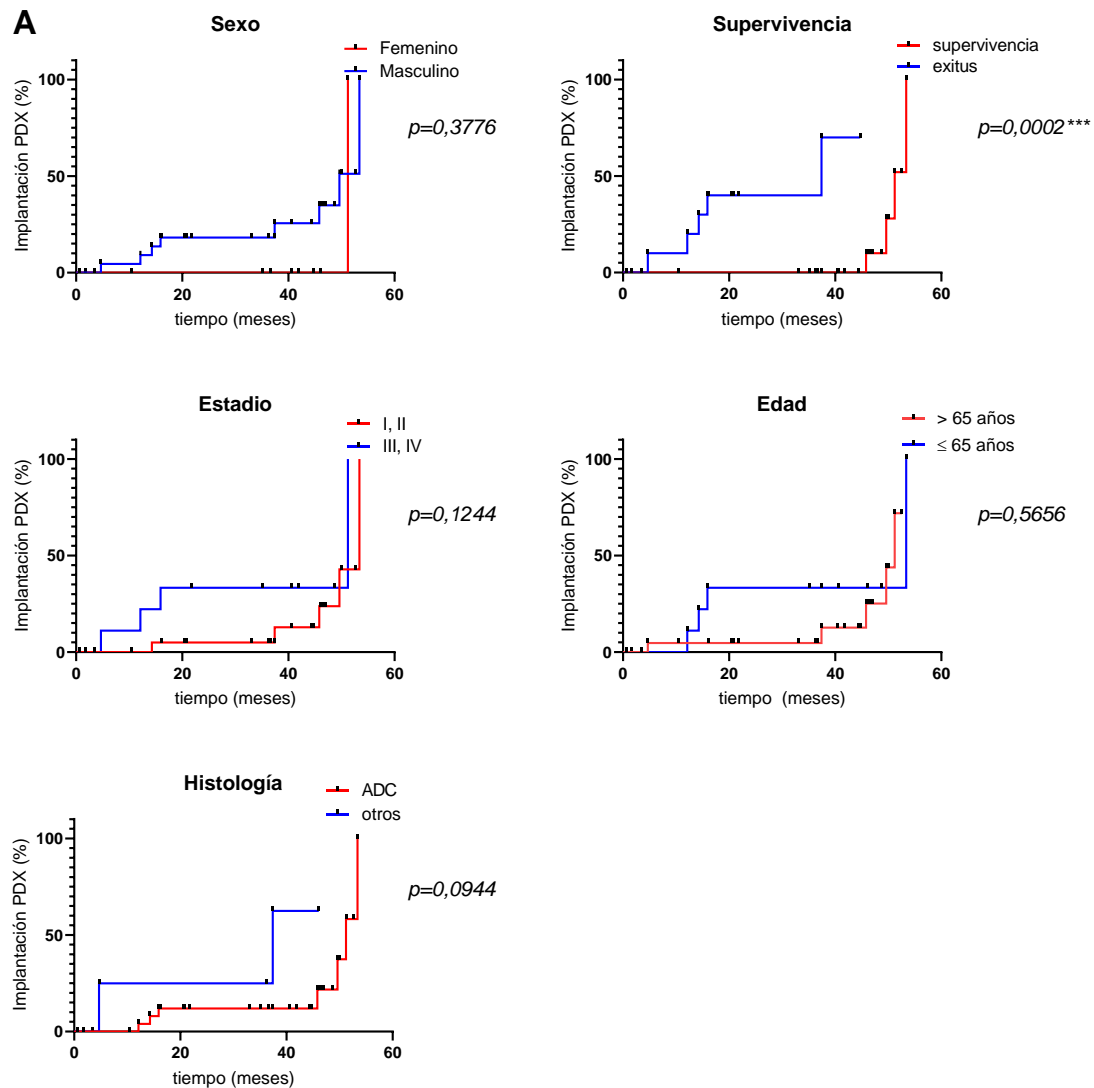 A
Sexo
Femenino
Masculino
Implantación PDX (%)
100
50
0
0 20 40 60
tiempo (meses)
p=0,3776
Supervivencia
supervivencia
exitus
Implantación PDX (%)
100
50
0
0 20 40 60
tiempo (meses)
p=0,0002***
Estadio
I, II
III, IV
Implantación PDX (%)
100
50
0
0 20 40 60
tiempo (meses)
p=0,1244
Edad
> 65 años
≤ 65 años
Implantación PDX (%)
100
50
0
0 20 40 60
tiempo (meses)
p=0,5656
Histología
ADC
otros
Implantación PDX (%)
100
50
0
0 20 40 60
tiempo (meses)
p=0,0944